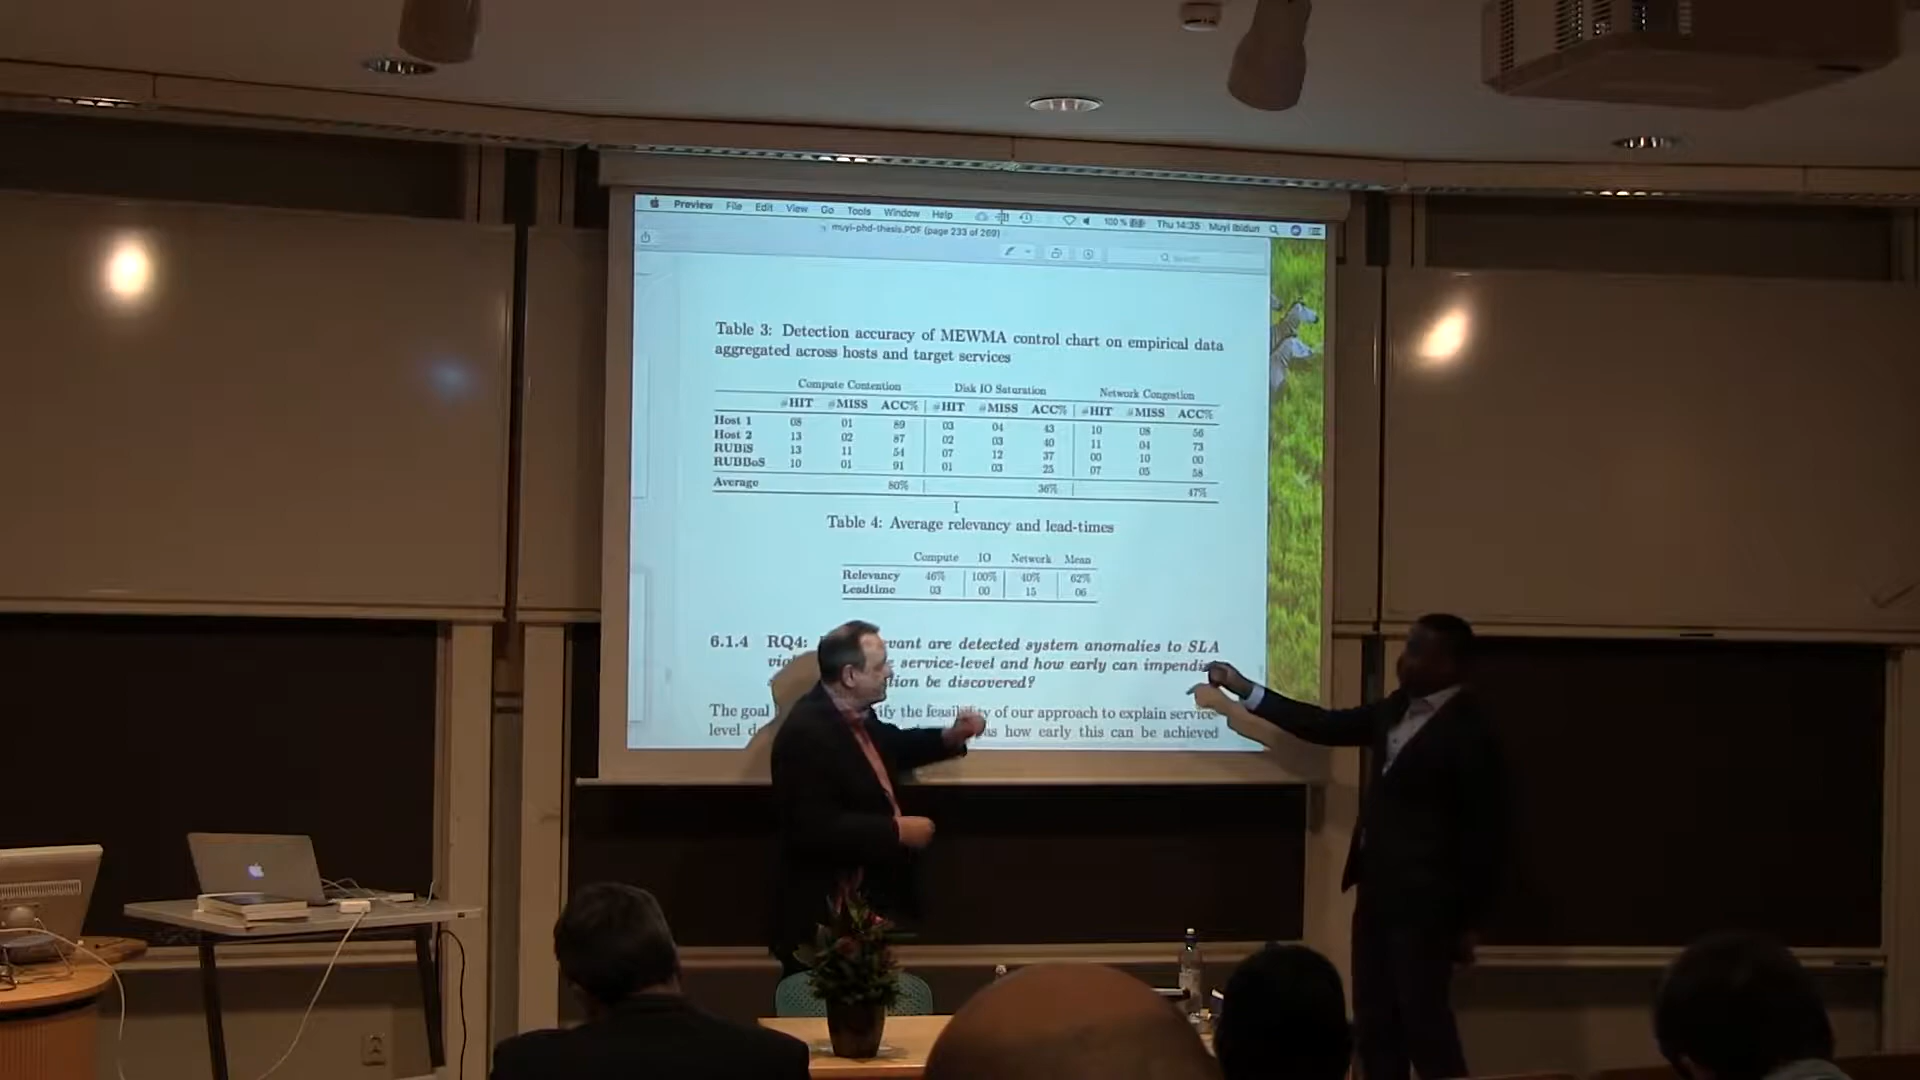 Preview File Edit View Go Tools Window Help 100% Thu 14:35 Muyi Ibidun
muyi-phd-thesis.PDF (page 233 of 269)
Search
Table 3: Detection accuracy of MEWMA control chart on empirical data
aggregated across hosts and target services
Compute Contention Disk IO Saturation Network Congestion
#HIT #MISS ACC% #HIT #MISS ACC% #HIT #MISS ACC%
Host 1 08 01 89 03 04 43 10 08 56
Host 2 13 02 87 02 03 40 11 04 73
RUBiS 13 11 54 07 12 37 00 10 00
RUBBoS 10 01 91 01 03 25 07 05 58
Average 80% 36% 47%
Table 4: Average relevancy and lead-times
Compute IO Network Mean
Relevancy 46% 100% 40% 62%
Leadtime 03 00 15 06
6.1.4 RQ4: vant are detected system anomalies to SLA
service-level and how early can impendi
tion be discovered?
The goal ify the feasibility of our approach to explain service-
level how early this can be achieved